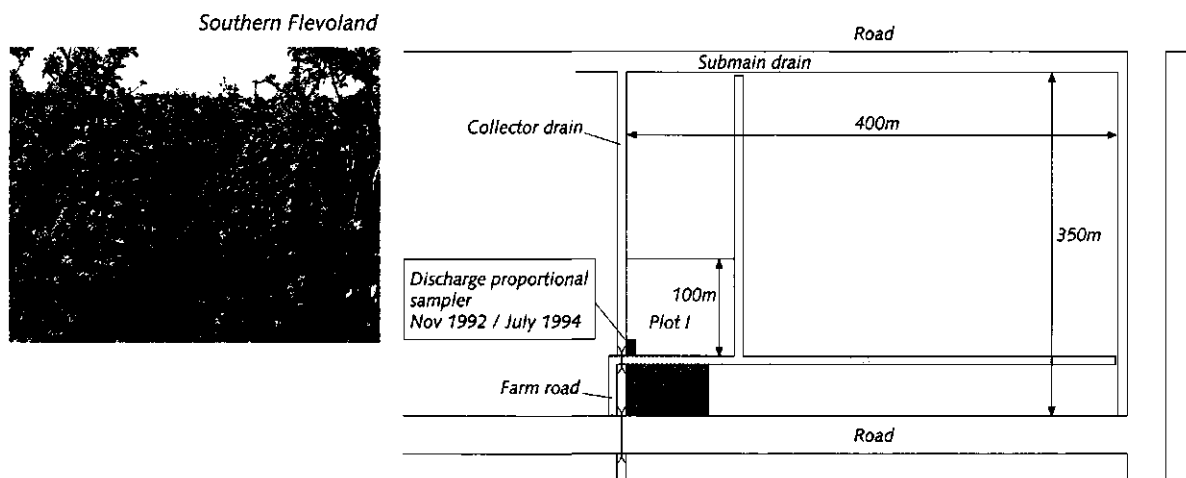 Southern Flevoland
Road
Submain drain
Collector drain
400m
350m
Discharge proportional
sampler
Nov 1992 / July 1994
100m
Plot I
Farm road
Road